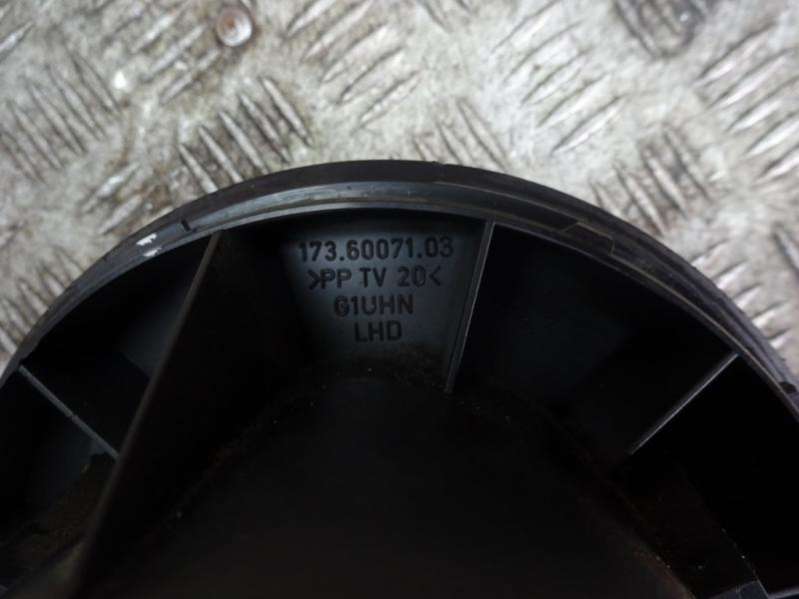 173.60071.03
>PP TV 20<
G1UHN
LHD